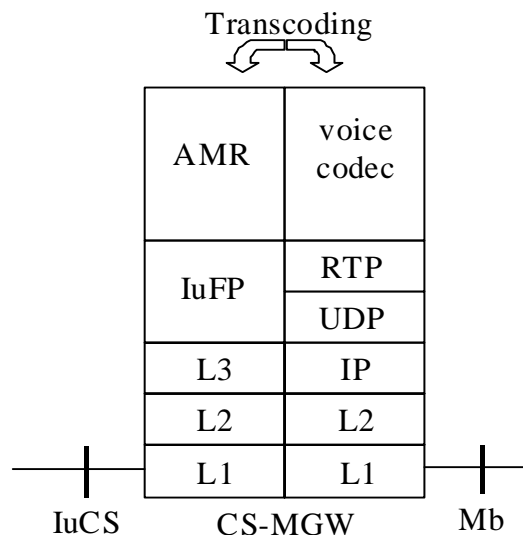 Transcoding
AMR
voice
codec
IuFP
RTP
UDP
L3
IP
L2
L2
L1
L1
IuCS
CS-MGW
Mb